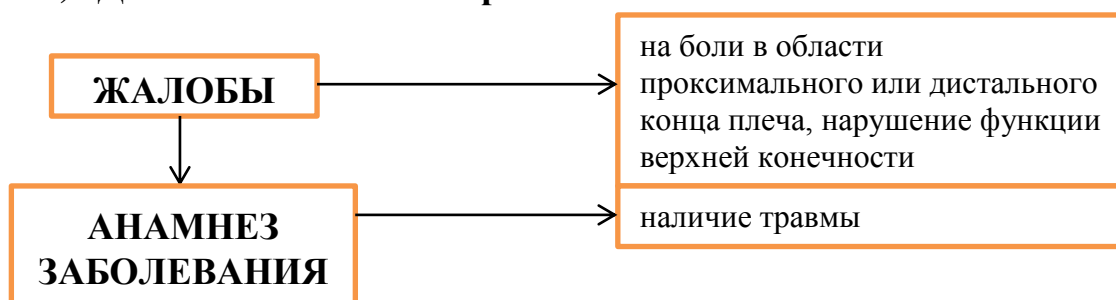 ЖАЛОБЫ
на боли в области
проксимального или дистального
конца плеча, нарушение функции
верхней конечности
АНАМНЕЗ
ЗАБОЛЕВАНИЯ
наличие травмы